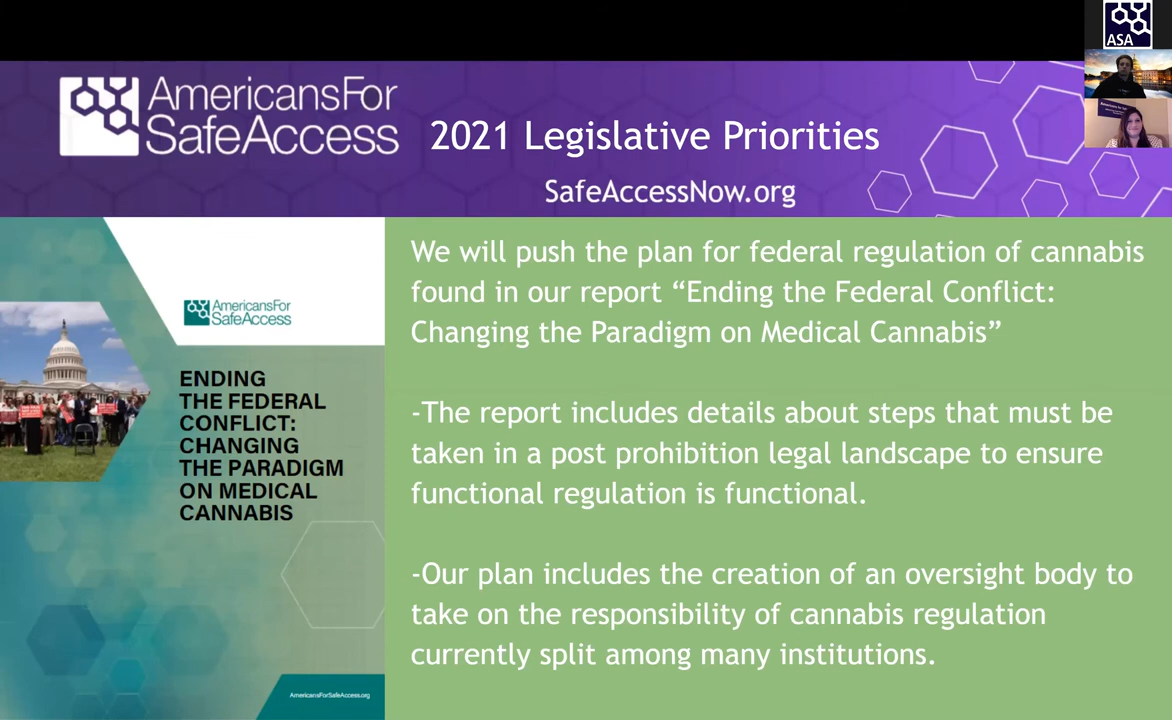 ASA
AmericansFor
SafeAccess
2021 Legislative Priorities
SafeAccessNow.org
AmericansFor
SafeAccess
ENDING
THE FEDERAL
CONFLICT:
CHANGING
THE PARADIGM
ON MEDICAL
CANNABIS
AmericansForSafeAccess.org
We will push the plan for federal regulation of cannabis
found in our report “Ending the Federal Conflict:
Changing the Paradigm on Medical Cannabis”
-The report includes details about steps that must be
taken in a post prohibition legal landscape to ensure
functional regulation is functional.
-Our plan includes the creation of an oversight body to
take on the responsibility of cannabis regulation
currently split among many institutions.